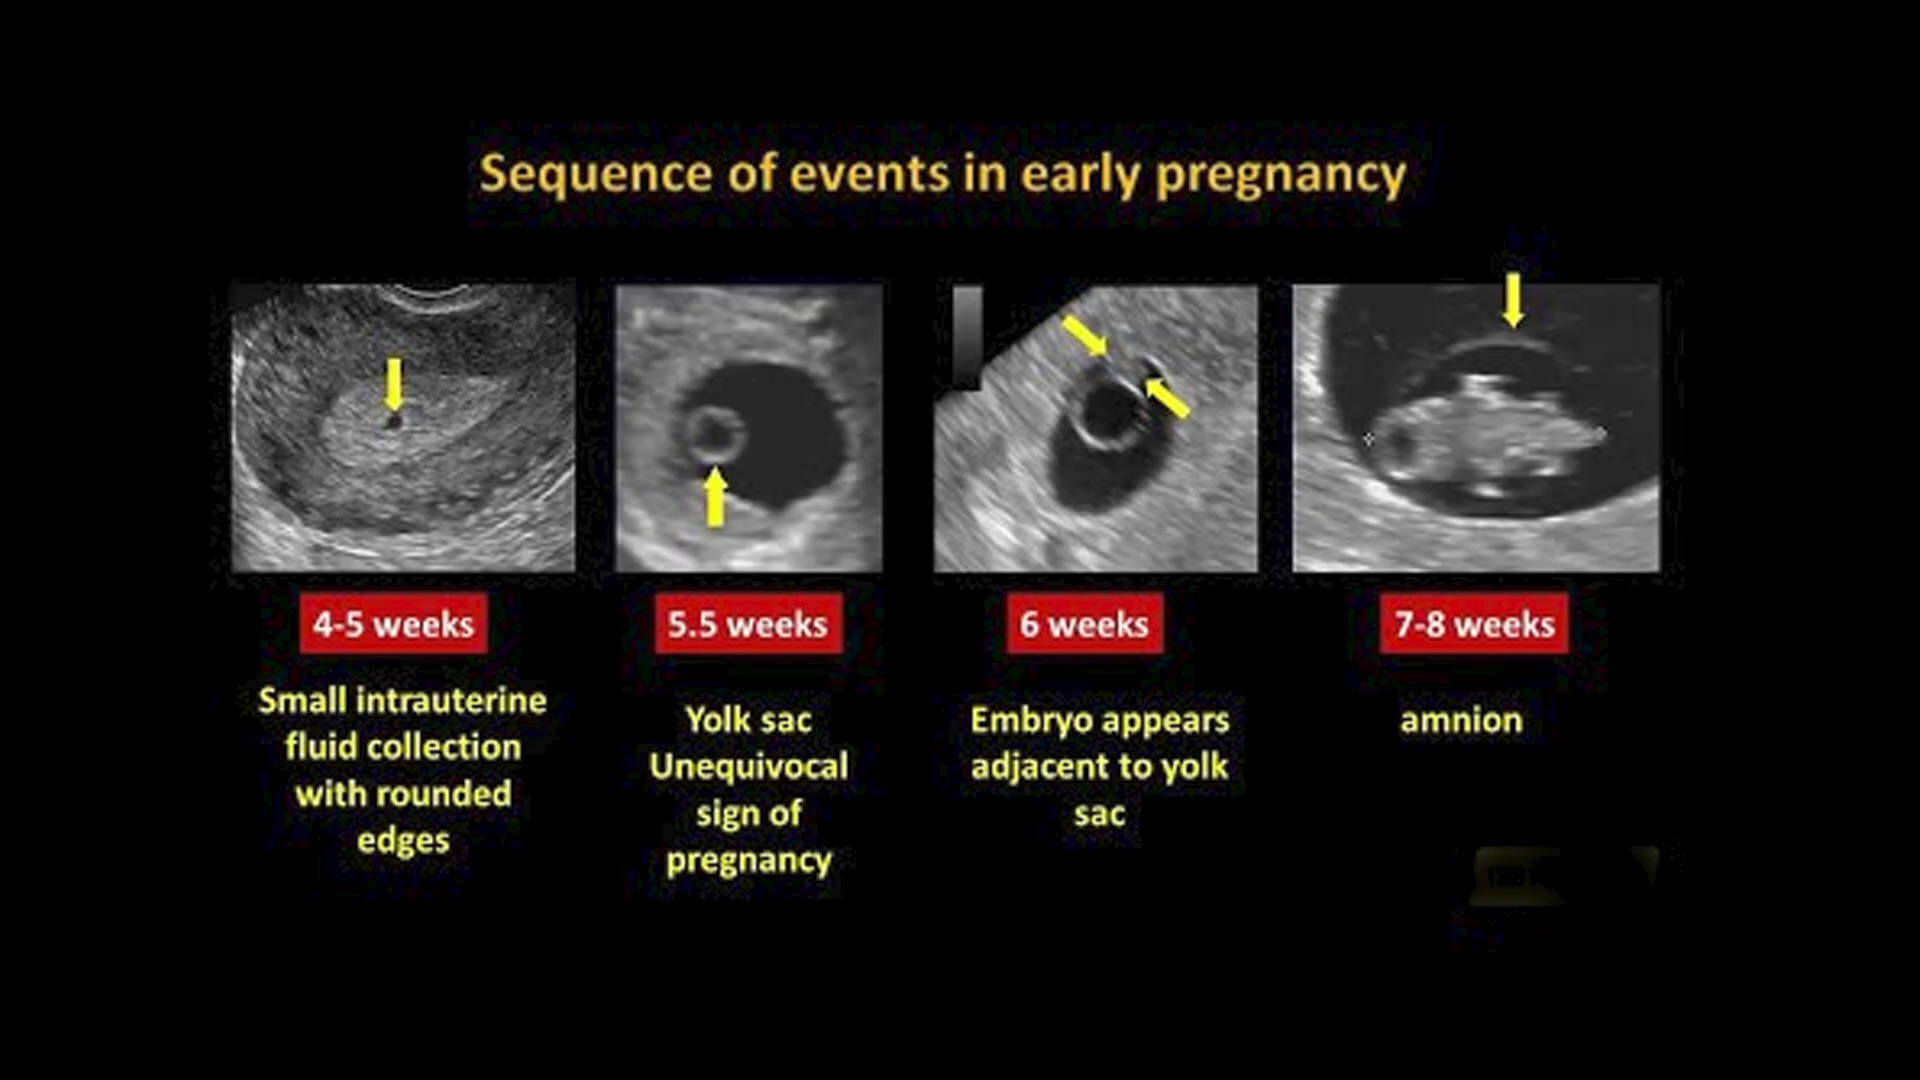 Sequence of events in early pregnancy
4-5 weeks
Small intrauterine
fluid collection
with rounded
edges
5.5 weeks
Yolk sac
Unequivocal
sign of
pregnancy
6 weeks
Embryo appears
adjacent to yolk
sac
7-8 weeks
amnion